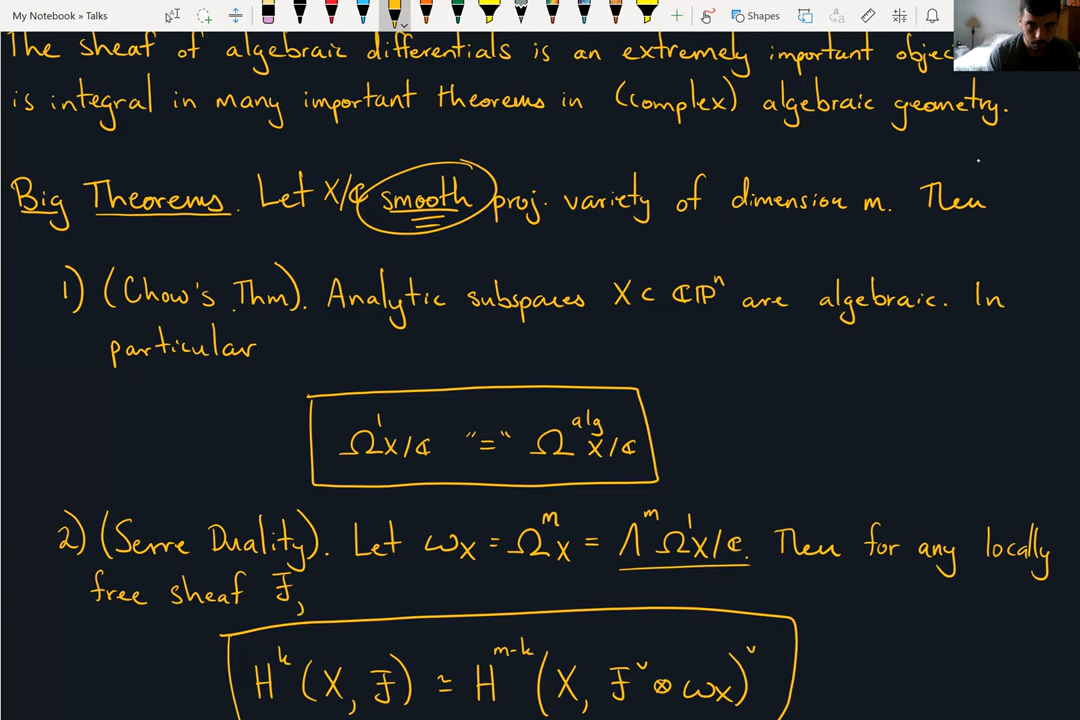 My Notebook » Talks
Shapes
The sheaf of algebraic differentials is an extremely important objec
is integral in many important theorems in (complex) algebraic geometry.
Big Theorems. Let X/ℂ smooth proj. variety of dimension m. Then
1) (Chow's Thm). Analytic subspaces X ⊂ ℂℙⁿ are algebraic. In
particular
Ω¹X/ℂ "=" Ω^alg X/ℂ
2) (Serre Duality). Let ωX = Ω^m X = Λ^m Ω¹X/ℂ. Then for any locally
free sheaf F,
H^k (X, F) ≃ H^{m-k} (X, F^∨ ⊗ ωX)^∨